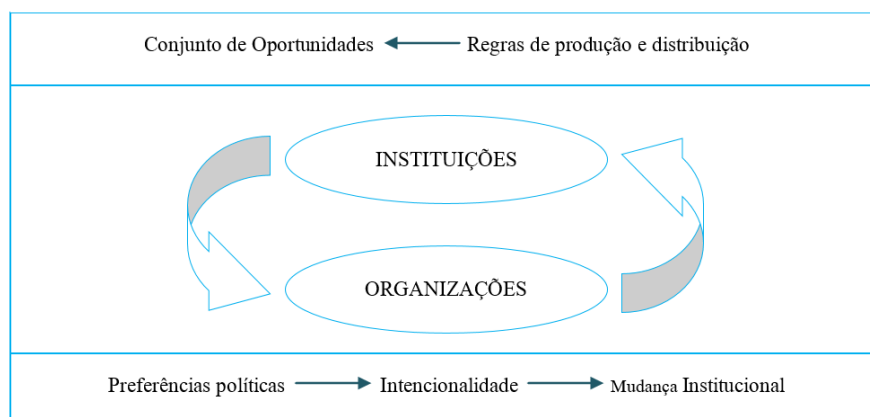 Conjunto de Oportunidades Regras de produção e distribuição
INSTITUIÇÕES
ORGANIZAÇÕES
Preferências políticas Intencionalidade Mudança Institucional